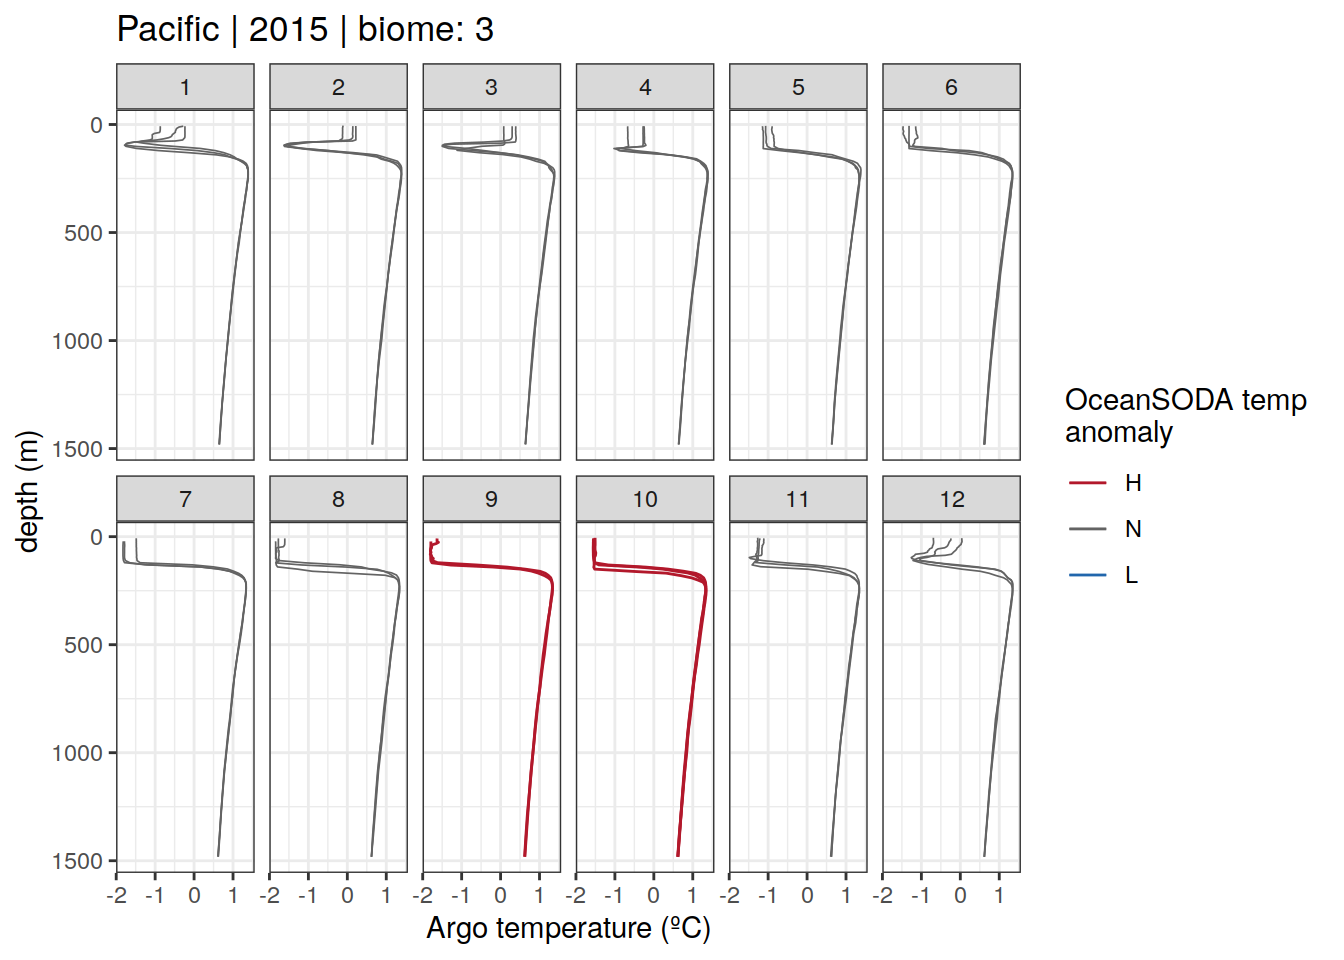 Pacific | 2015 | biome: 3
1 2 3 4 5 6
0
500
1000
1500
7 8 9 10 11 12
0
500
1000
1500
-2 -1 0 1 -2 -1 0 1 -2 -1 0 1 -2 -1 0 1 -2 -1 0 1 -2 -1 0 1
Argo temperature (ºC)
depth (m)
OceanSODA temp
anomaly
H
N
L